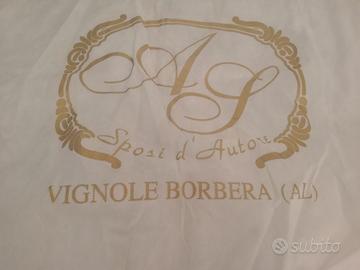 AS
Sposi d'Autore
VIGNOLE BORBERA (AL)
subito